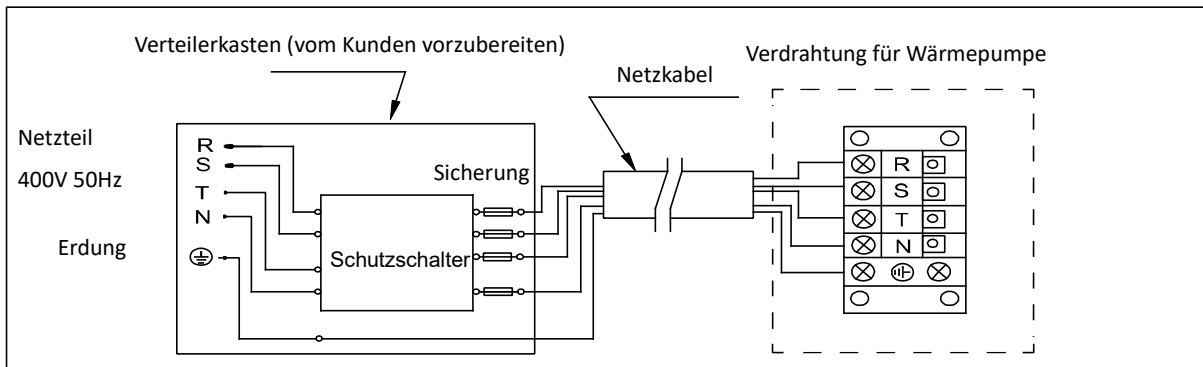 Verteilerkasten (vom Kunden vorzubereiten)
Verdrahtung für Wärmepumpe
Netzkabel
Netzteil
400V 50Hz
Erdung
R
S
T
N
Sicherung
Schutzschalter
R
S
T
N